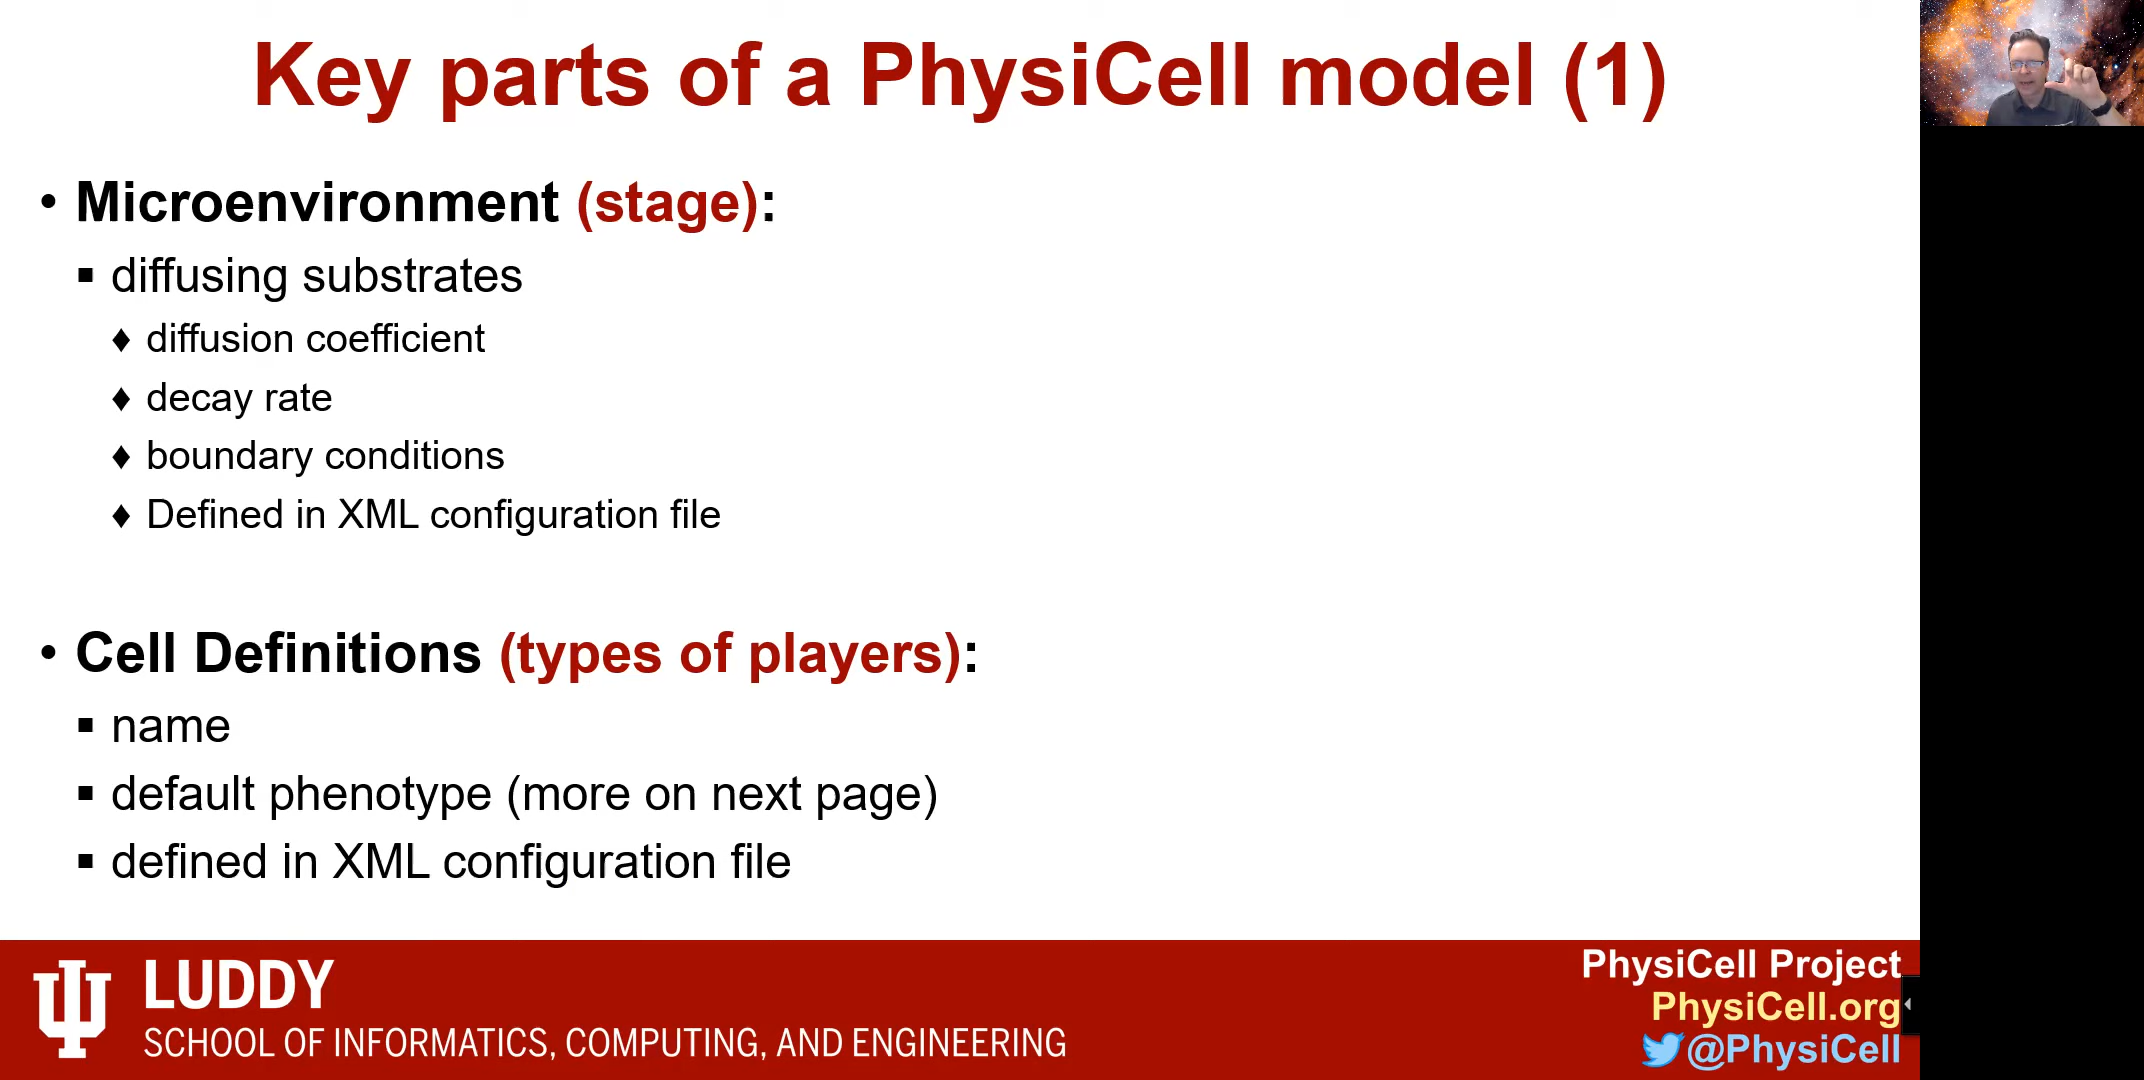 Key parts of a PhysiCell model (1)
• Microenvironment (stage):
▪ diffusing substrates
♦ diffusion coefficient
♦ decay rate
♦ boundary conditions
♦ Defined in XML configuration file
• Cell Definitions (types of players):
▪ name
▪ default phenotype (more on next page)
▪ defined in XML configuration file
LUDDY
SCHOOL OF INFORMATICS, COMPUTING, AND ENGINEERING
PhysiCell Project
PhysiCell.org
@PhysiCell